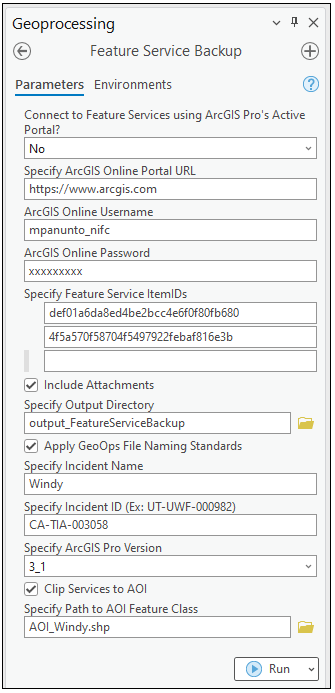 Geoprocessing
Feature Service Backup
Parameters Environments
?
Connect to Feature Services using ArcGIS Pro's Active
Portal?
No
Specify ArcGIS Online Portal URL
https://www.arcgis.com
ArcGIS Online Username
mpanunto_nifc
ArcGIS Online Password
xxxxxxxxx
Specify Feature Service ItemIDs
def01a6da8ed4be2bcc4e6f0f80fb680
4f5a570f58704f5497922febaf816e3b
Include Attachments
Specify Output Directory
output_FeatureServiceBackup
Apply GeoOps File Naming Standards
Specify Incident Name
Windy
Specify Incident ID (Ex: UT-UWF-000982)
CA-TIA-003058
Specify ArcGIS Pro Version
3_1
Clip Services to AOI
Specify Path to AOI Feature Class
AOI_Windy.shp
Run